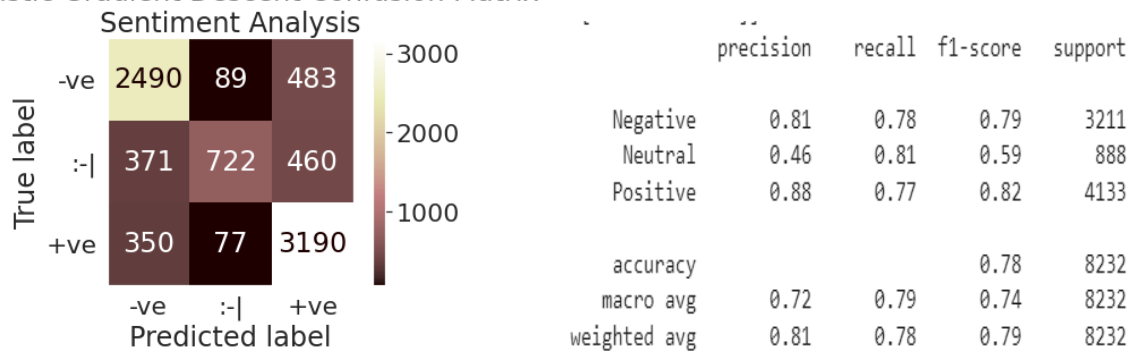 Sentiment Analysis
True label
-ve 2490 89 483
:-| 371 722 460
+ve 350 77 3190
-ve :-| +ve
Predicted label
3000
2000
1000
precision recall f1-score support
Negative 0.81 0.78 0.79 3211
Neutral 0.46 0.81 0.59 888
Positive 0.88 0.77 0.82 4133
accuracy 0.78 8232
macro avg 0.72 0.79 0.74 8232
weighted avg 0.81 0.78 0.79 8232